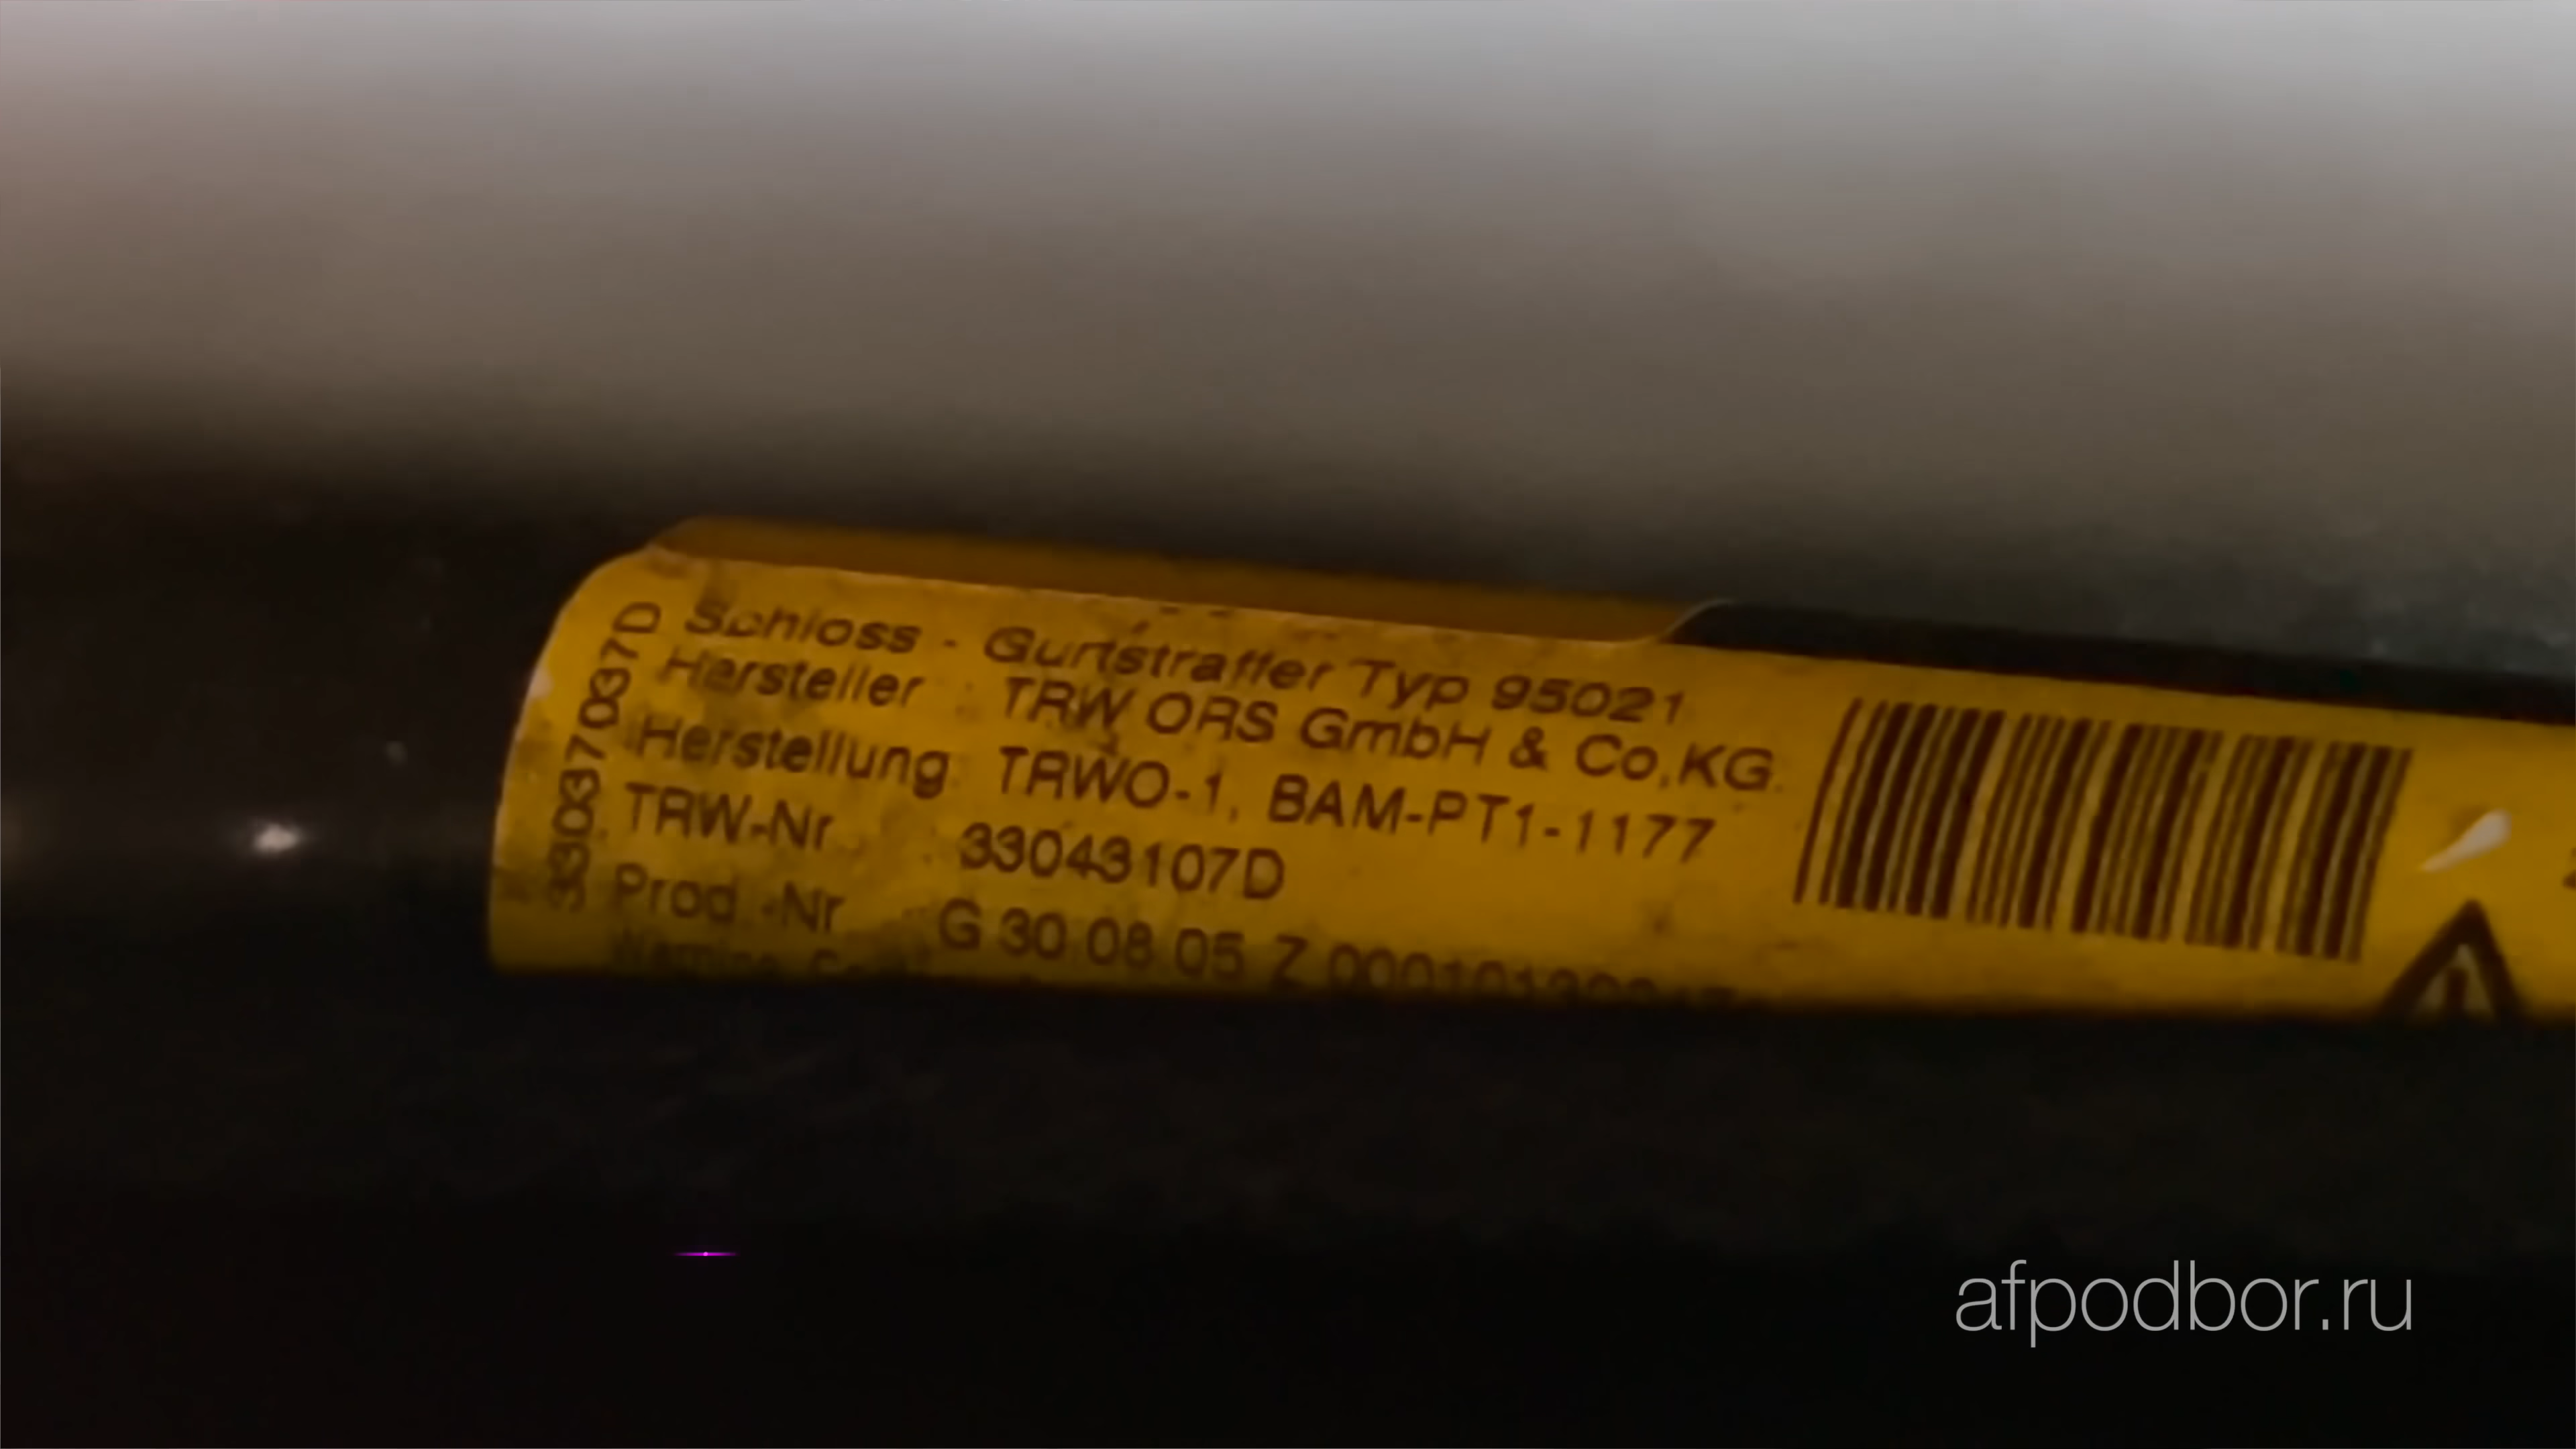 33037037D
Schloss - Gurtstraffer Typ 95021
Hersteller : TRW ORS GmbH & Co.KG.
Herstellung TRWO-1, BAM-PT1-1177
TRW-Nr 33043107D
Prod.-Nr G 30 08 05 Z
afpodbor.ru